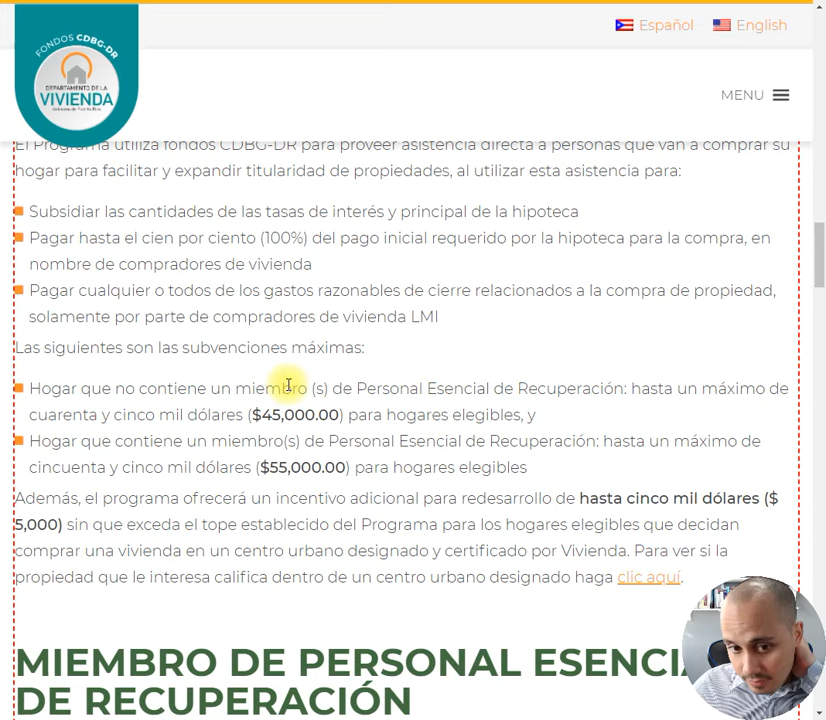 Español English
FONDOS CDBG-DR
DEPARTAMENTO DE LA
VIVIENDA
MENU
El Programa utiliza fondos CDBG-DR para proveer asistencia directa a personas que van a comprar su
hogar para facilitar y expandir titularidad de propiedades, al utilizar esta asistencia para:
Subsidiar las cantidades de las tasas de interés y principal de la hipoteca
Pagar hasta el cien por ciento (100%) del pago inicial requerido por la hipoteca para la compra, en
nombre de compradores de vivienda
Pagar cualquier o todos de los gastos razonables de cierre relacionados a la compra de propiedad,
solamente por parte de compradores de vivienda LMI
Las siguientes son las subvenciones máximas:
Hogar que no contiene un miembro (s) de Personal Esencial de Recuperación: hasta un máximo de
cuarenta y cinco mil dólares ($45,000.00) para hogares elegibles, y
Hogar que contiene un miembro(s) de Personal Esencial de Recuperación: hasta un máximo de
cincuenta y cinco mil dólares ($55,000.00) para hogares elegibles
Además, el programa ofrecerá un incentivo adicional para redesarrollo de hasta cinco mil dólares ($
5,000) sin que exceda el tope establecido del Programa para los hogares elegibles que decidan
comprar una vivienda en un centro urbano designado y certificado por Vivienda. Para ver si la
propiedad que le interesa califica dentro de un centro urbano designado haga clic aquí.
MIEMBRO DE PERSONAL ESENCIA
DE RECUPERACIÓN